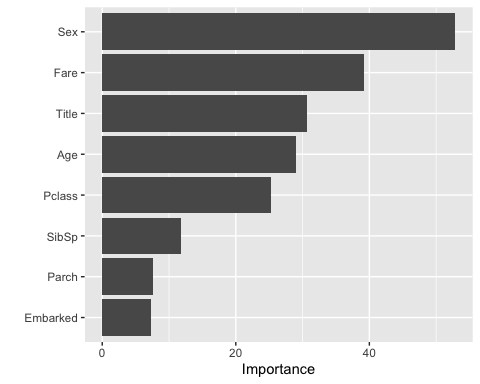 Sex
Fare
Title
Age
Pclass
SibSp
Parch
Embarked
0 20 40
Importance